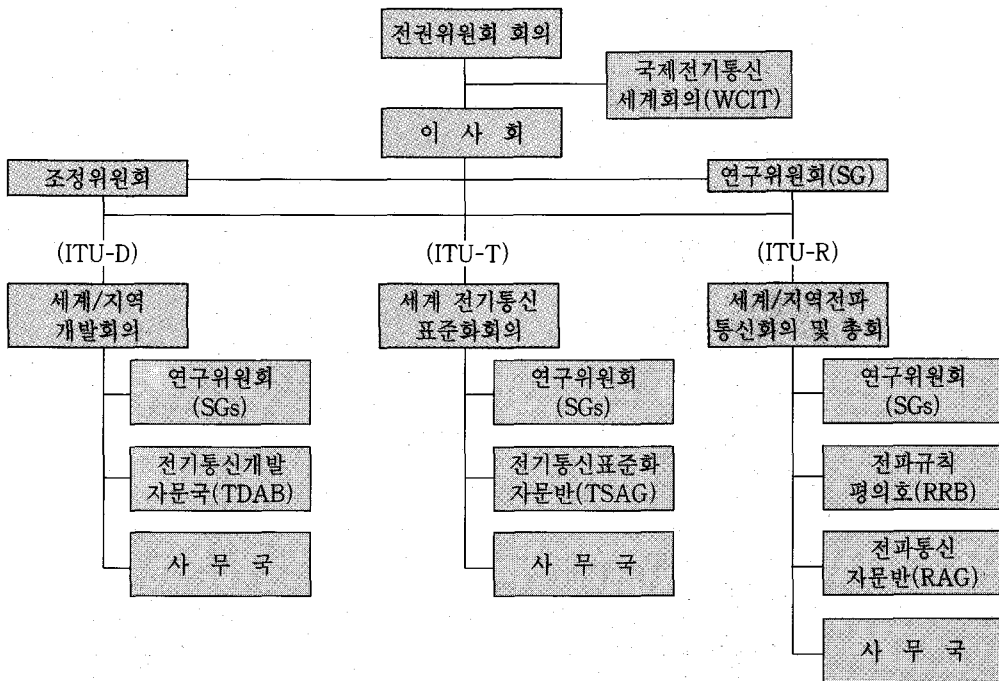 전권위원회 회의
국제전기통신
세계회의(WCIT)
이 사 회
조정위원회
연구위원회(SG)
(ITU-D)
(ITU-T)
(ITU-R)
세계/지역
개발회의
세계 전기통신
표준화회의
세계/지역전파
통신회의 및 총회
연구위원회
(SGs)
연구위원회
(SGs)
연구위원회
(SGs)
전기통신개발
자문국(TDAB)
전기통신표준화
자문반(TSAG)
전파규칙
평의호(RRB)
사 무 국
사 무 국
전파통신
자문반(RAG)
사 무 국